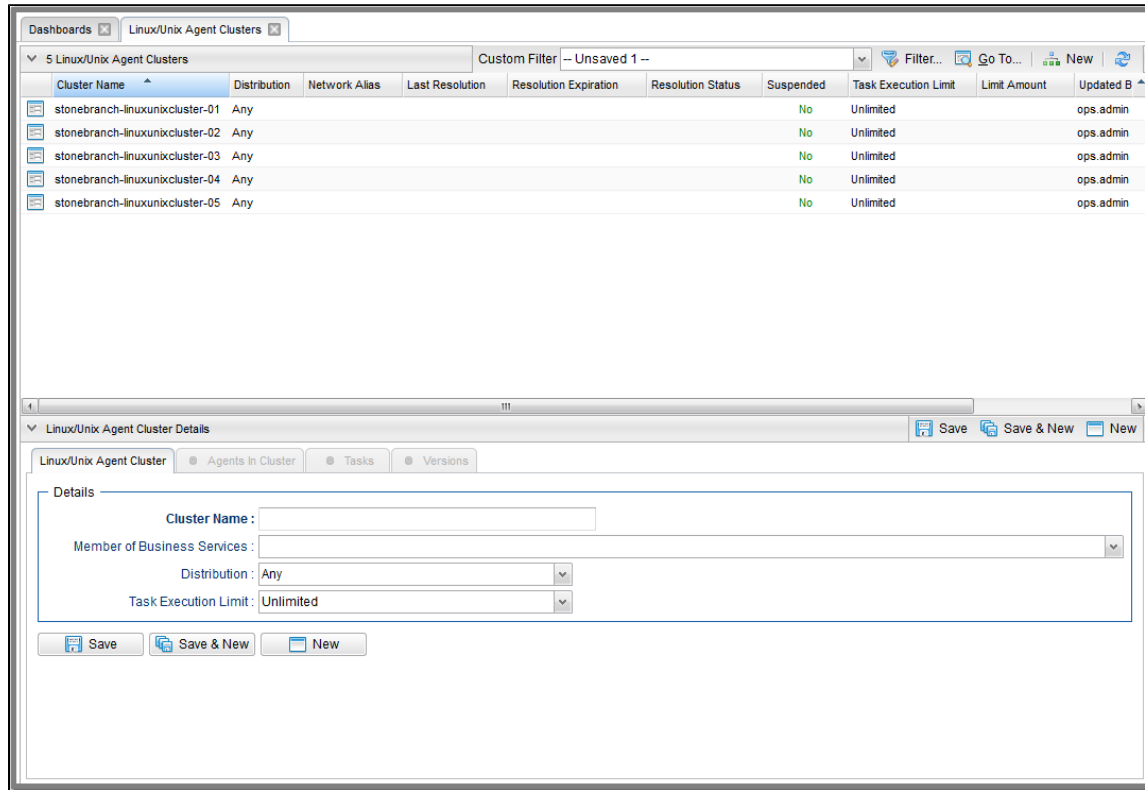 Dashboards Linux/Unix Agent Clusters
5 Linux/Unix Agent Clusters Custom Filter -- Unsaved 1 -- Filter... Go To... New
Cluster Name Distribution Network Alias Last Resolution Resolution Expiration Resolution Status Suspended Task Execution Limit Limit Amount Updated B
stonebranch-linuxunixcluster-01 Any No Unlimited ops.admin
stonebranch-linuxunixcluster-02 Any No Unlimited ops.admin
stonebranch-linuxunixcluster-03 Any No Unlimited ops.admin
stonebranch-linuxunixcluster-04 Any No Unlimited ops.admin
stonebranch-linuxunixcluster-05 Any No Unlimited ops.admin
Linux/Unix Agent Cluster Details Save Save & New New
Linux/Unix Agent Cluster Agents In Cluster Tasks Versions
Details
Cluster Name :
Member of Business Services :
Distribution : Any
Task Execution Limit : Unlimited
Save Save & New New